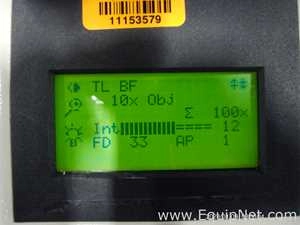 11153579
TL BF
10x Obj
Σ 100x
Int 12
FD 33 AP 1
www.EquipNet.com